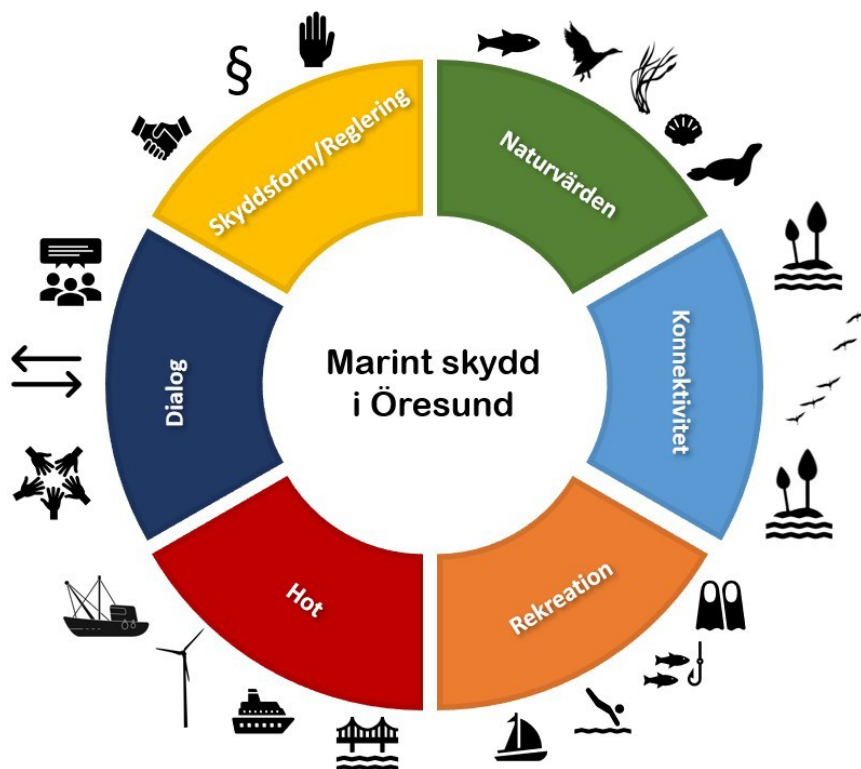 §
Skyddsform/Reglering
Naturvärden
Dialog
Marint skydd
i Öresund
Konnektivitet
Hot
Rekreation